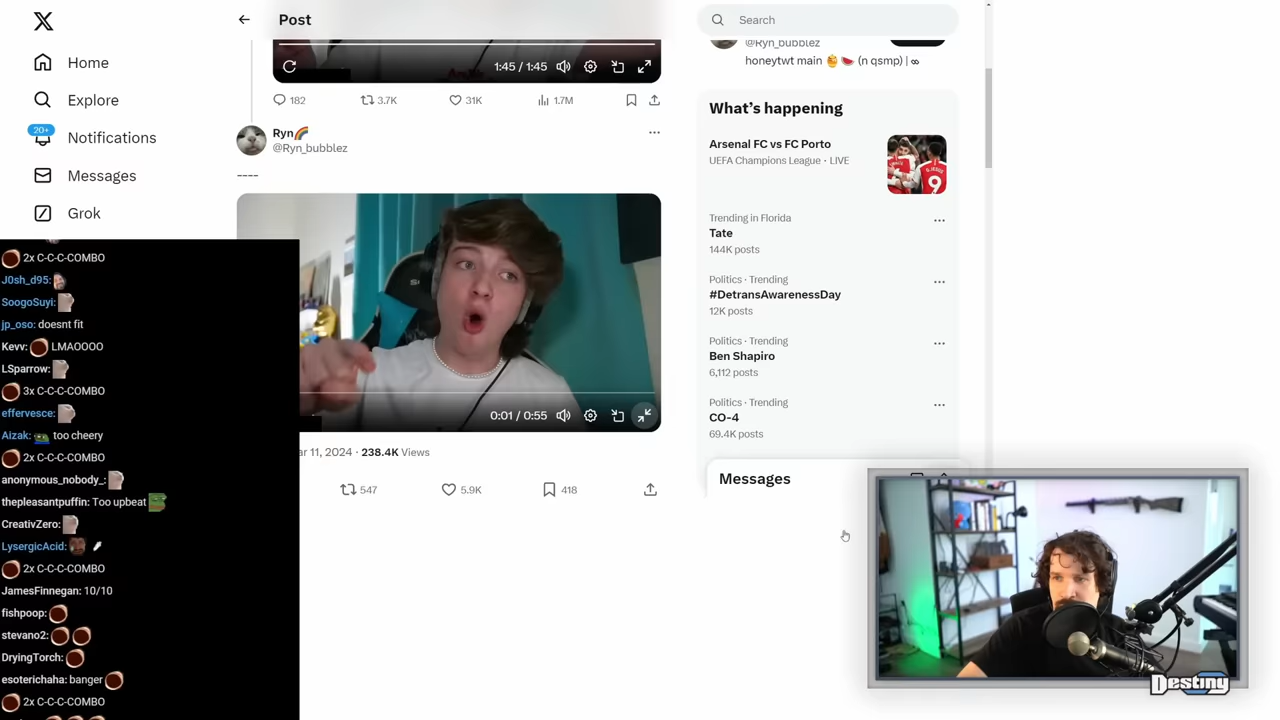 Home
Explore
20+
Notifications
Messages
Grok
Post
1:45 / 1:45
182
3.7K
31K
1.7M
Ryn
@Ryn_bubblez
----
0:01 / 0:55
ar 11, 2024 · 238.4K Views
547
5.9K
418
Search
@Ryn_bubblez
honeytwt main (n qsmp) |
What's happening
Arsenal FC vs FC Porto
UEFA Champions League · LIVE
9
Trending in Florida
Tate
144K posts
Politics · Trending
#DetransAwarenessDay
12K posts
Politics · Trending
Ben Shapiro
6,112 posts
Politics · Trending
CO-4
69.4K posts
Messages
2x C-C-C-COMBO
J0sh_d95:
SoogoSuyi:
jp_oso: doesnt fit
Kevv: LMAOOOO
LSparrow:
3x C-C-C-COMBO
effervesce:
Aizak: too cheery
2x C-C-C-COMBO
anonymous_nobody_:
thepleasantpuffin: Too upbeat
CreativZero:
LysergicAcid:
2x C-C-C-COMBO
JamesFinnegan: 10/10
fishpoop:
stevano2:
DryingTorch:
esoterichaha: banger
2x C-C-C-COMBO
Destiny